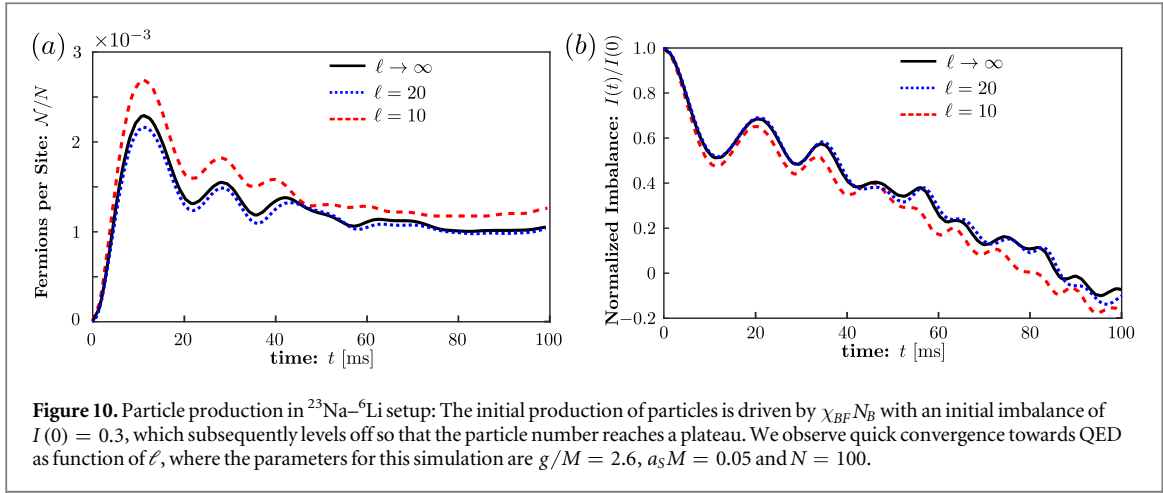 (a)
×10⁻³
3
2
1
0
Fermions per Site: 𝒩/N
ℓ → ∞
ℓ = 20
ℓ = 10
0 20 40 60 80 100
time: t [ms]
(b)
Normalized Imbalance: I(t)/I(0)
1.0
0.8
0.6
0.4
0.2
0
−0.2
ℓ → ∞
ℓ = 20
ℓ = 10
0 20 40 60 80 100
time: t [ms]
Figure 10. Particle production in ²³Na–⁶Li setup: The initial production of particles is driven by χ_BF N_B with an initial imbalance of
I (0) = 0.3, which subsequently levels off so that the particle number reaches a plateau. We observe quick convergence towards QED
as function of ℓ, where the parameters for this simulation are g/M = 2.6, a_S M = 0.05 and N = 100.